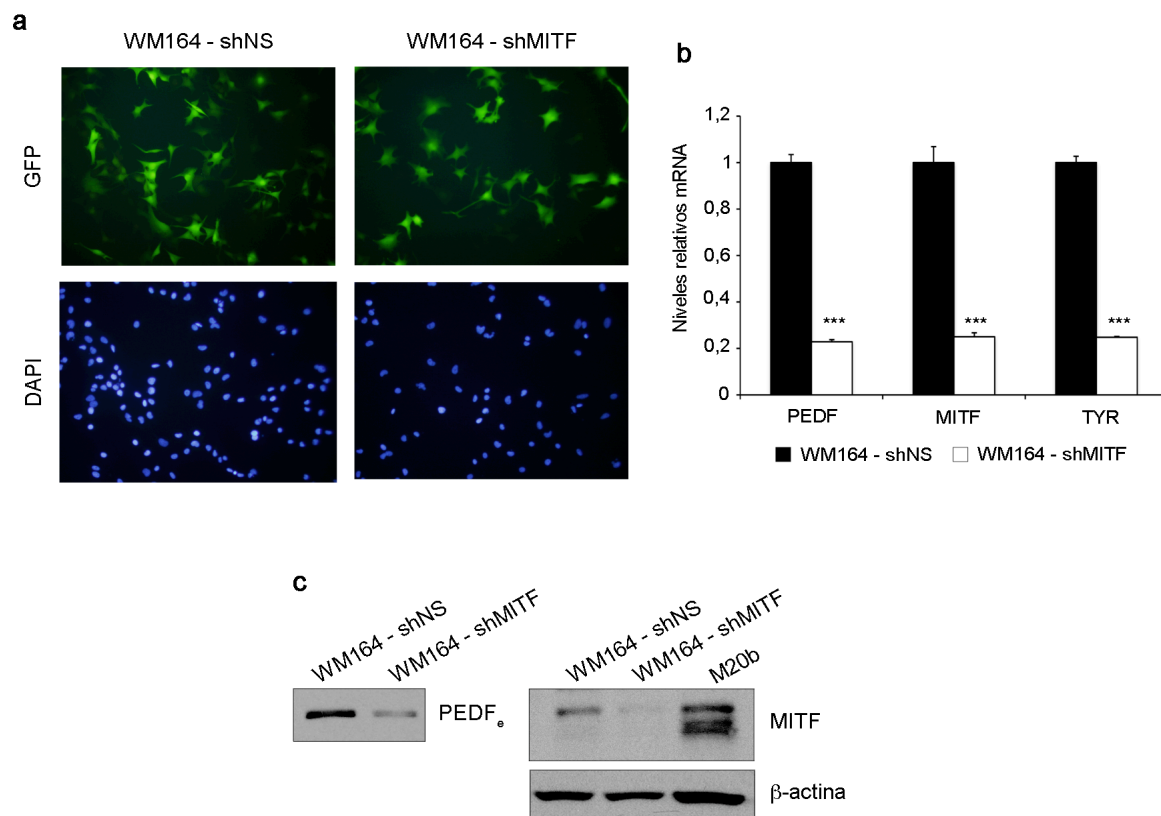 a
WM164 - shNS
WM164 - shMITF
GFP
DAPI
b
Niveles relativos mRNA
1,2
1
0,8
0,6
0,4
0,2
0
***
***
***
PEDF
MITF
TYR
WM164 - shNS
WM164 - shMITF
c
WM164 - shNS
WM164 - shMITF
PEDFe
WM164 - shNS
WM164 - shMITF
M20b
MITF
β-actina